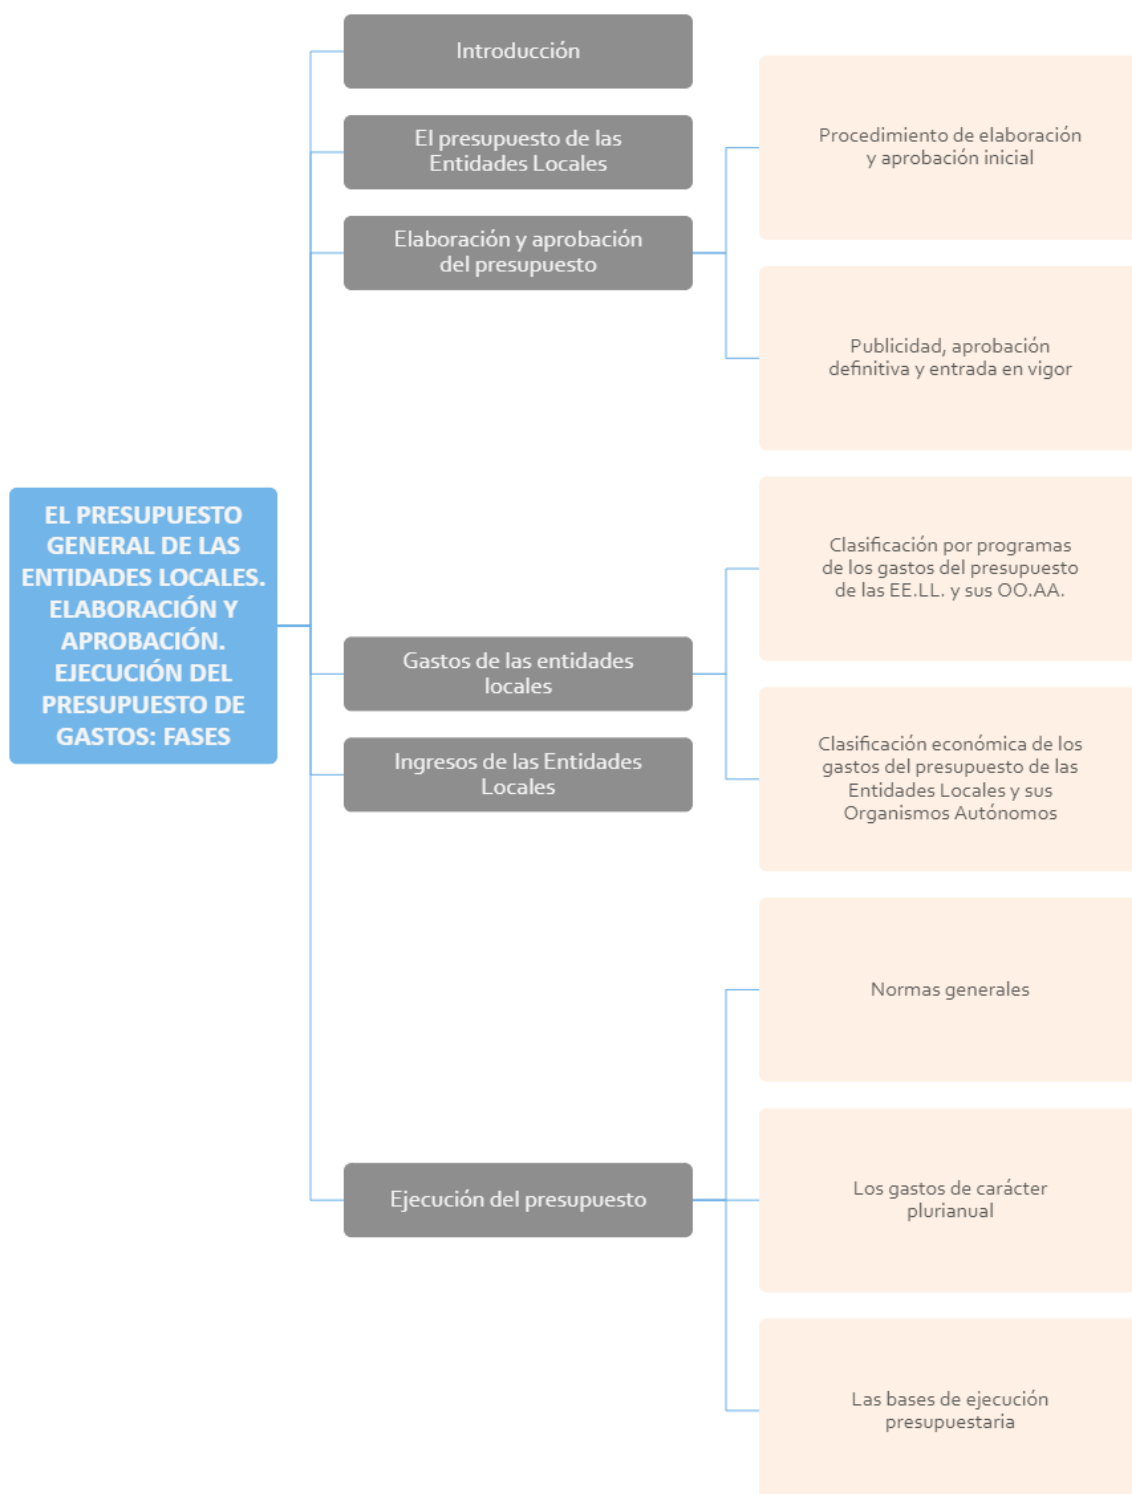 EL PRESUPUESTO
GENERAL DE LAS
ENTIDADES LOCALES.
ELABORACIÓN Y
APROBACIÓN.
EJECUCIÓN DEL
PRESUPUESTO DE
GASTOS: FASES
Introducción
El presupuesto de las
Entidades Locales
Elaboración y aprobación
del presupuesto
Procedimiento de elaboración
y aprobación inicial
Publicidad, aprobación
definitiva y entrada en vigor
Gastos de las entidades
locales
Clasificación por programas
de los gastos del presupuesto
de las EE.LL. y sus OO.AA.
Clasificación económica de los
gastos del presupuesto de las
Entidades Locales y sus
Organismos Autónomos
Ingresos de las Entidades
Locales
Ejecución del presupuesto
Normas generales
Los gastos de carácter
plurianual
Las bases de ejecución
presupuestaria